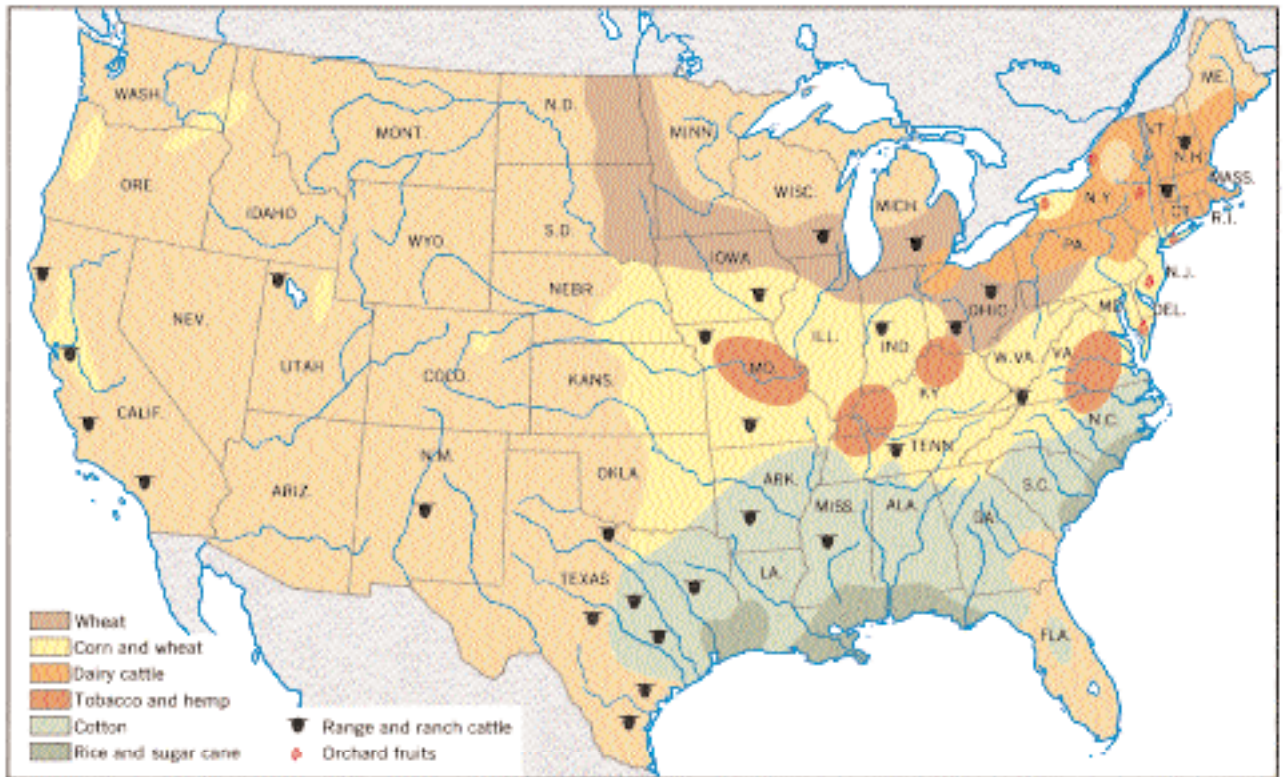 ME.
WASH.
N.D.
MONT.
MINN.
VT.
N.H.
ORE.
WISC.
MASS.
IDAHO
MICH.
N.Y.
CT.
R.I.
WYO.
S.D.
PA.
IOWA
N.J.
NEBR.
OHIO
DEL.
NEV.
ILL.
IND.
W.VA.
VA.
UTAH
COLO.
KANS.
MO.
KY.
CALIF.
N.C.
TENN.
N.M.
OKLA.
ARK.
ARIZ.
S.C.
MISS.
ALA.
GA.
TEXAS
LA.
FLA.
Wheat
Corn and wheat
Dairy cattle
Tobacco and hemp
Cotton
Rice and sugar cane
Range and ranch cattle
Orchard fruits